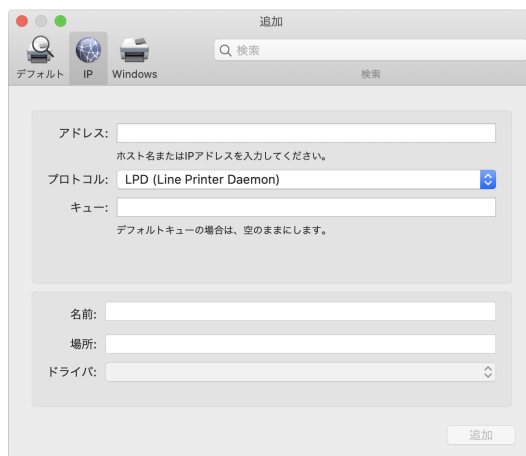 追加
検索
デフォルト IP Windows 検索
アドレス:
ホスト名またはIPアドレスを入力してください。
プロトコル: LPD (Line Printer Daemon)
キュー:
デフォルトキューの場合は、空のままにします。
名前:
場所:
ドライバ:
追加